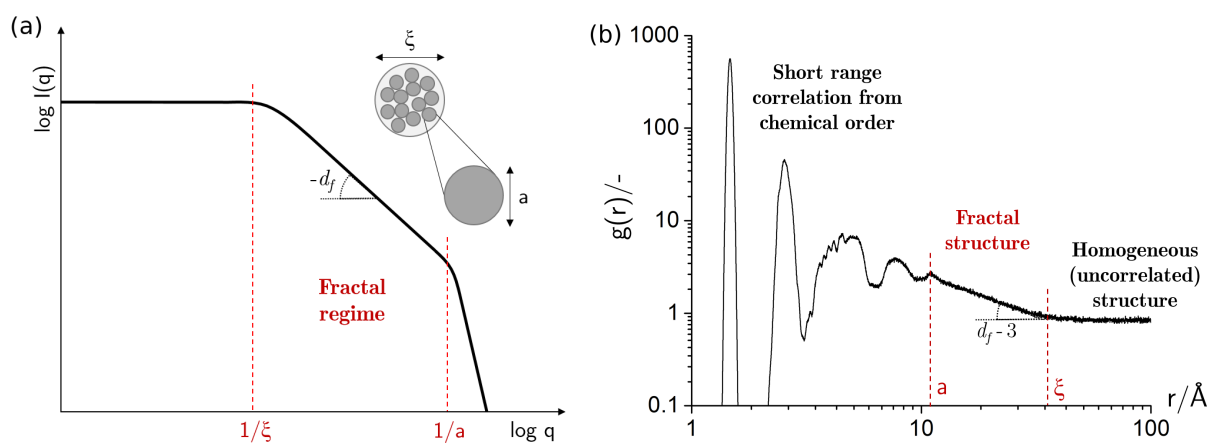 (a)
log I(q)
ξ
a
-d_f
Fractal
regime
1/ξ
1/a
log q
(b)
g(r)/-
1000
100
10
1
0.1
Short range
correlation from
chemical order
Fractal
structure
Homogeneous
(uncorrelated)
structure
d_f - 3
a
ξ
1
10
100
r/Å